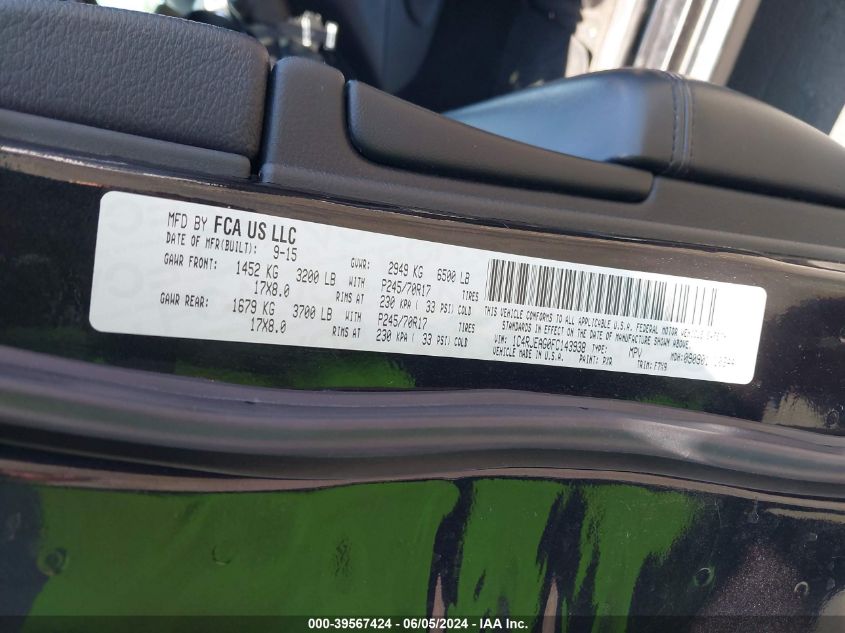 MFD BY FCA US LLC
DATE OF MFR(BUILT): 9-15 GVWR: 2949 KG 6500 LB
GAWR FRONT: 1452 KG 3200 LB WITH P245/70R17 TIRES
17X8.0 RIMS AT 230 KPA ( 33 PSI) COLD
GAWR REAR: 1679 KG 3700 LB WITH P245/70R17 TIRES
17X8.0 RIMS AT 230 KPA ( 33 PSI) COLD
THIS VEHICLE CONFORMS TO ALL APPLICABLE U.S.A. FEDERAL MOTOR VEHICLE SAFETY
STANDARDS IN EFFECT ON THE DATE OF MANUFACTURE SHOWN ABOVE.
VIN: 1C4RJEAG0FC143938 TYPE: MPV MDH:
VEHICLE MADE IN U.S.A. PAINT: PXR TRIM:
000-39567424 - 06/05/2024 - IAA Inc.